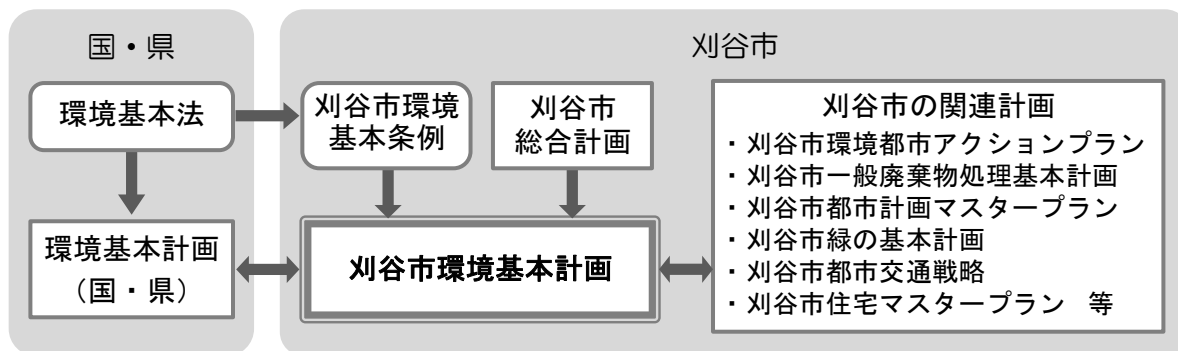 国・県
環境基本法
環境基本計画
（国・県）
刈谷市
刈谷市環境
基本条例
刈谷市
総合計画
刈谷市環境基本計画
刈谷市の関連計画
・刈谷市環境都市アクションプラン
・刈谷市一般廃棄物処理基本計画
・刈谷市都市計画マスタープラン
・刈谷市緑の基本計画
・刈谷市都市交通戦略
・刈谷市住宅マスタープラン　等